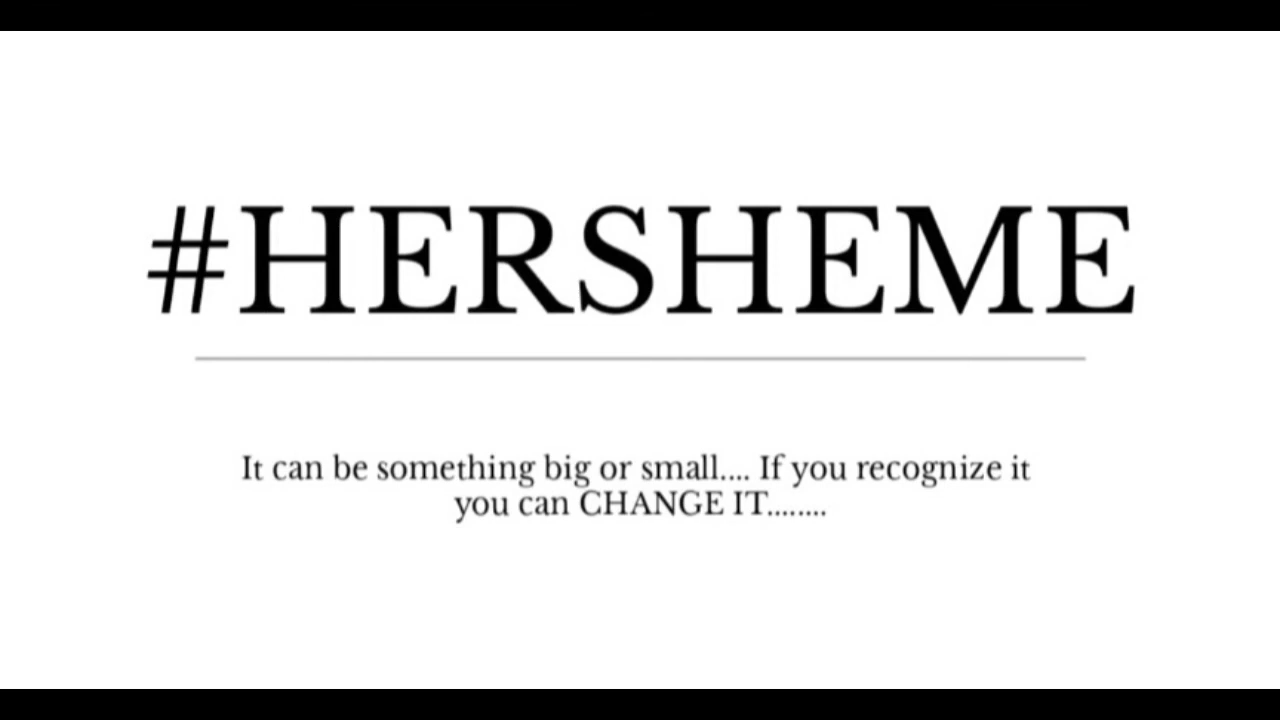 #HERSHEME
It can be something big or small.... If you recognize it
you can CHANGE IT........